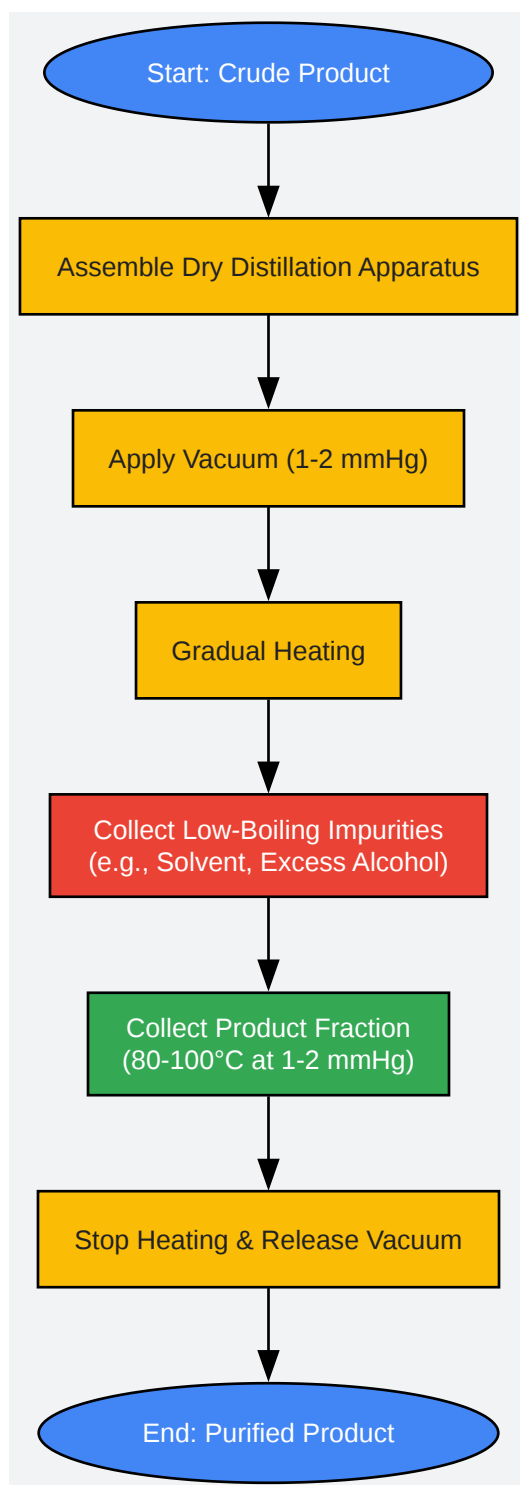 Start: Crude Product
Assemble Dry Distillation Apparatus
Apply Vacuum (1-2 mmHg)
Gradual Heating
Collect Low-Boiling Impurities
(e.g., Solvent, Excess Alcohol)
Collect Product Fraction
(80-100°C at 1-2 mmHg)
Stop Heating & Release Vacuum
End: Purified Product